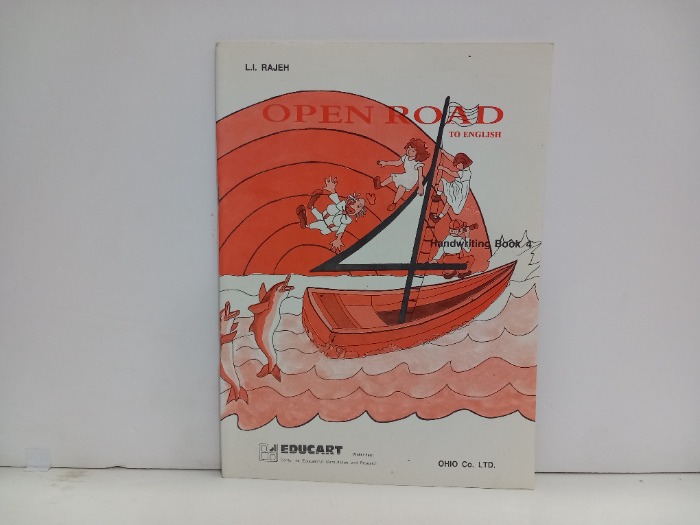 L.I. RAJEH
OPEN ROAD
TO ENGLISH
Handwriting Book 4
EDUCART
OHIO Co. LTD.